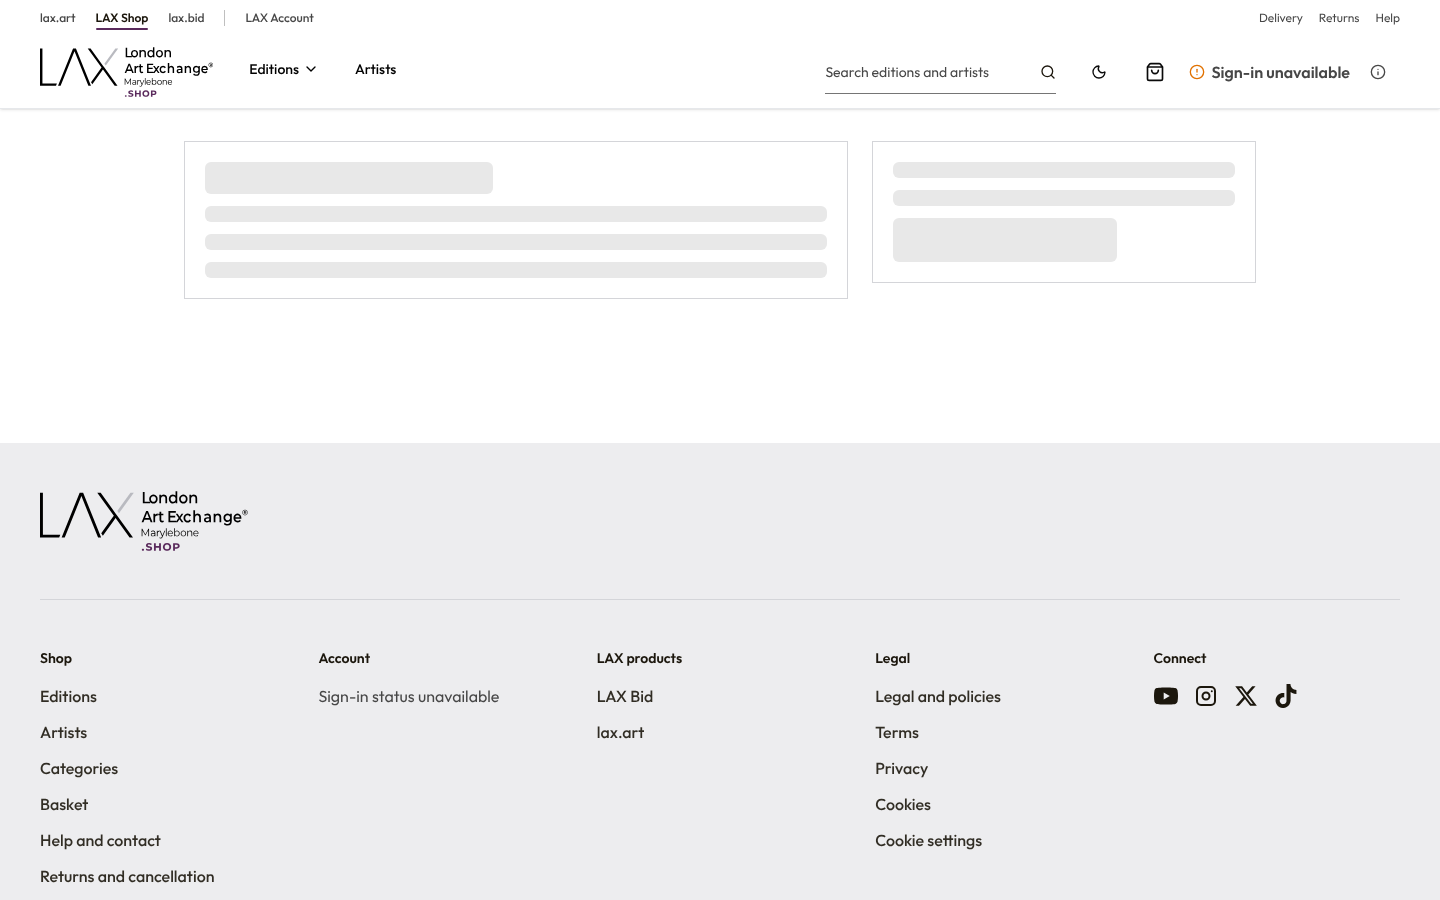 lax.art LAX Shop lax.bid LAX Account Delivery Returns Help
London
Art Exchange®
Marylebone
.SHOP
Editions Artists Search editions and artists Sign-in unavailable
London
Art Exchange®
Marylebone
.SHOP
Shop
Editions
Artists
Categories
Basket
Help and contact
Returns and cancellation
Account
Sign-in status unavailable
LAX products
LAX Bid
lax.art
Legal
Legal and policies
Terms
Privacy
Cookies
Cookie settings
Connect